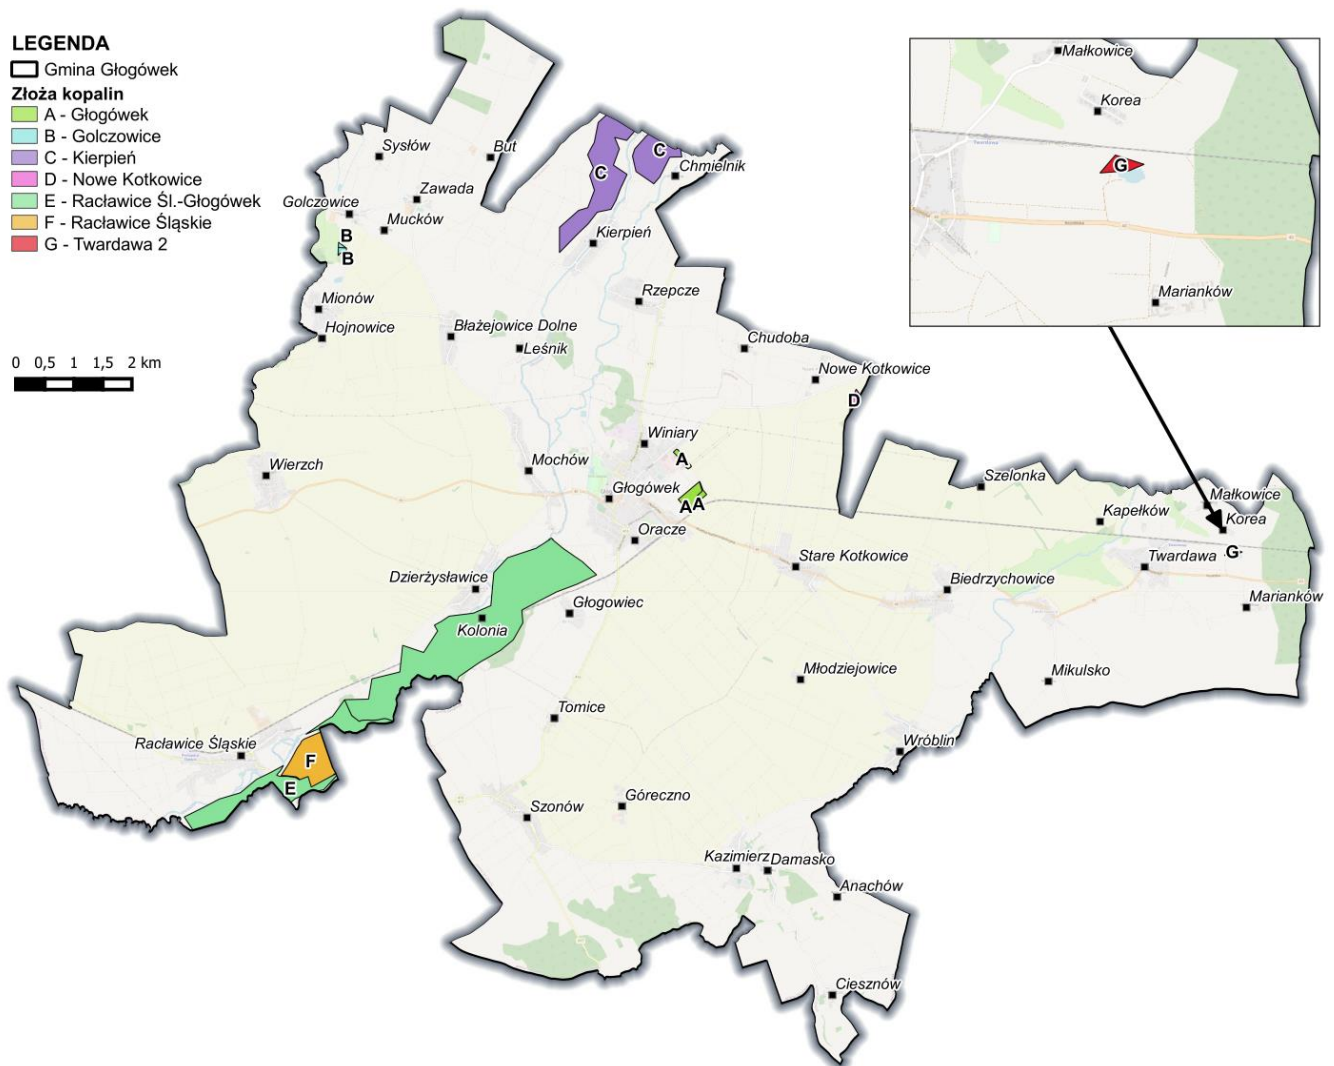 LEGENDA
Gmina Głogówek
Złoża kopalin
A - Głogówek
B - Golczowice
C - Kierpień
D - Nowe Kotkowice
E - Racławice Śl.-Głogówek
F - Racławice Śląskie
G - Twardawa 2
0 0,5 1 1,5 2 km
Małkowice
Korea
G
Marianków
Sysłów
But
C
C
Chmielnik
Zawada
Golczowice
Mucków
B
B
Kierpień
Rzepcze
Mionów
Hojnowice
Błażejowice Dolne
Leśnik
Chudoba
Nowe Kotkowice
D
Winiary
A
Wierzch
Mochów
Głogówek
A A
Oracze
Szelonka
Małkowice
Kapełków
Korea
G
Twardawa
Stare Kotkowice
Biedrzychowice
Marianków
Dzierżysławice
Głogowiec
Kolonia
Młodziejowice
Mikulsko
Tomice
Racławice Śląskie
F
E
Wróblin
Szonów
Góreczno
Kazimierz
Damasko
Anachów
Ciesznów